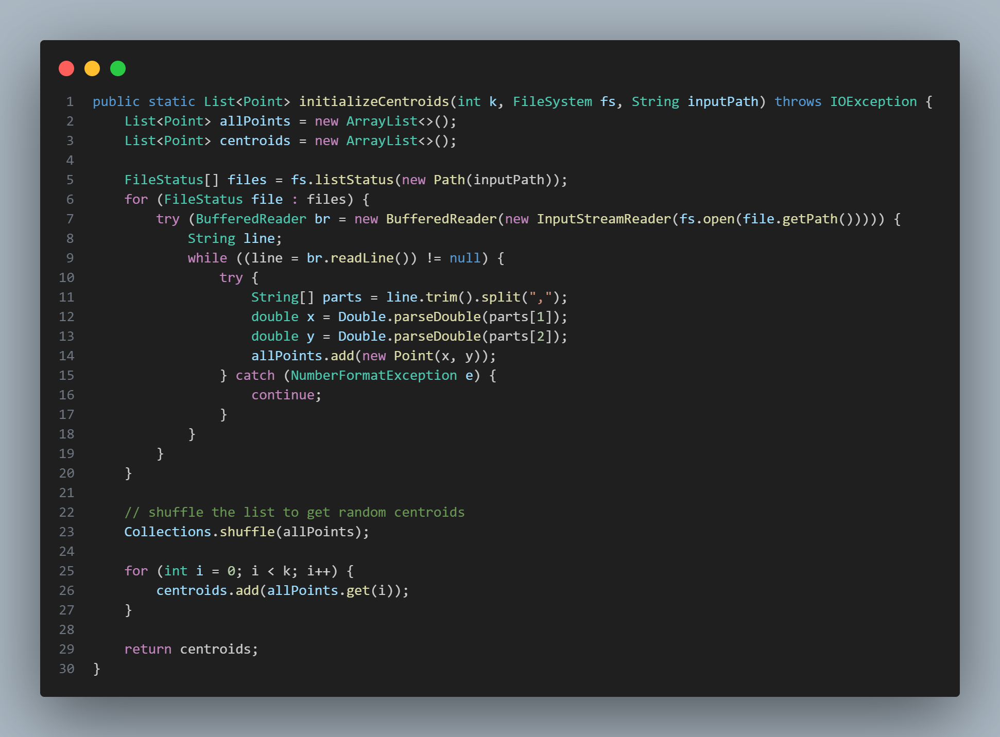 1 public static List<Point> initializeCentroids(int k, FileSystem fs, String inputPath) throws IOException {
2     List<Point> allPoints = new ArrayList<>();
3     List<Point> centroids = new ArrayList<>();
4
5     FileStatus[] files = fs.listStatus(new Path(inputPath));
6     for (FileStatus file : files) {
7         try (BufferedReader br = new BufferedReader(new InputStreamReader(fs.open(file.getPath())))) {
8             String line;
9             while ((line = br.readLine()) != null) {
10                 try {
11                     String[] parts = line.trim().split(",");
12                     double x = Double.parseDouble(parts[1]);
13                     double y = Double.parseDouble(parts[2]);
14                     allPoints.add(new Point(x, y));
15                 } catch (NumberFormatException e) {
16                     continue;
17                 }
18             }
19         }
20     }
21
22     // shuffle the list to get random centroids
23     Collections.shuffle(allPoints);
24
25     for (int i = 0; i < k; i++) {
26         centroids.add(allPoints.get(i));
27     }
28
29     return centroids;
30 }